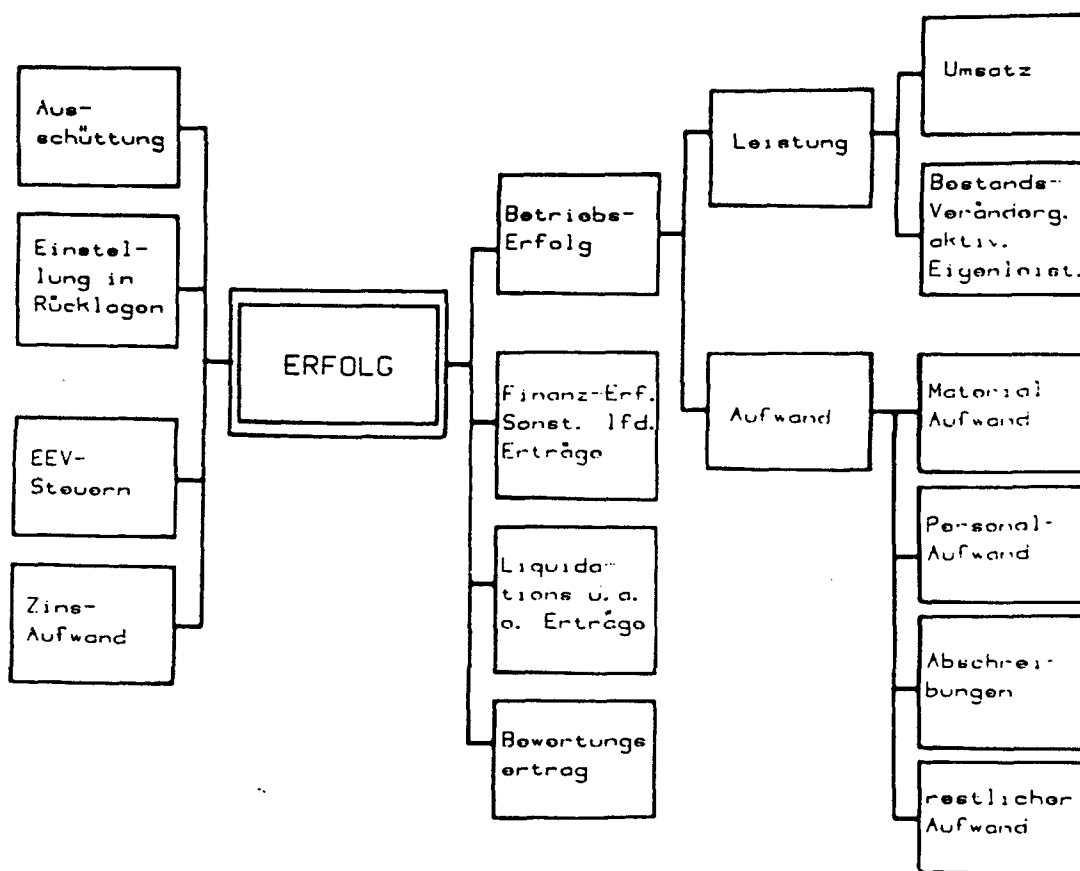 Aus-
schüttung
Einstel-
lung in
Rücklagen
EEV-
Steuern
Zins-
Aufwand
ERFOLG
Betriebs-
Erfolg
Finanz-Erf.
Sonst. lfd.
Erträge
Liquida-
tions u. a.
o. Erträge
Bewertungs
ertrag
Leistung
Aufwand
Umsatz
Bestands-
Veränderg.
aktiv.
Eigenleist.
Material
Aufwand
Personal-
Aufwand
Abschrei-
bungen
restlicher
Aufwand